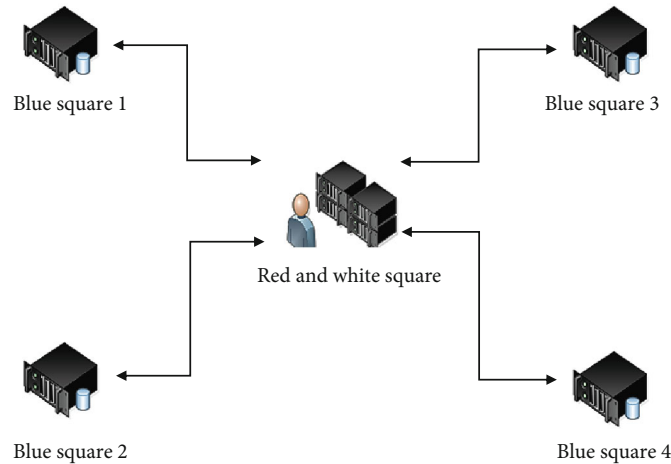 Blue square 1
Blue square 3
Red and white square
Blue square 2
Blue square 4